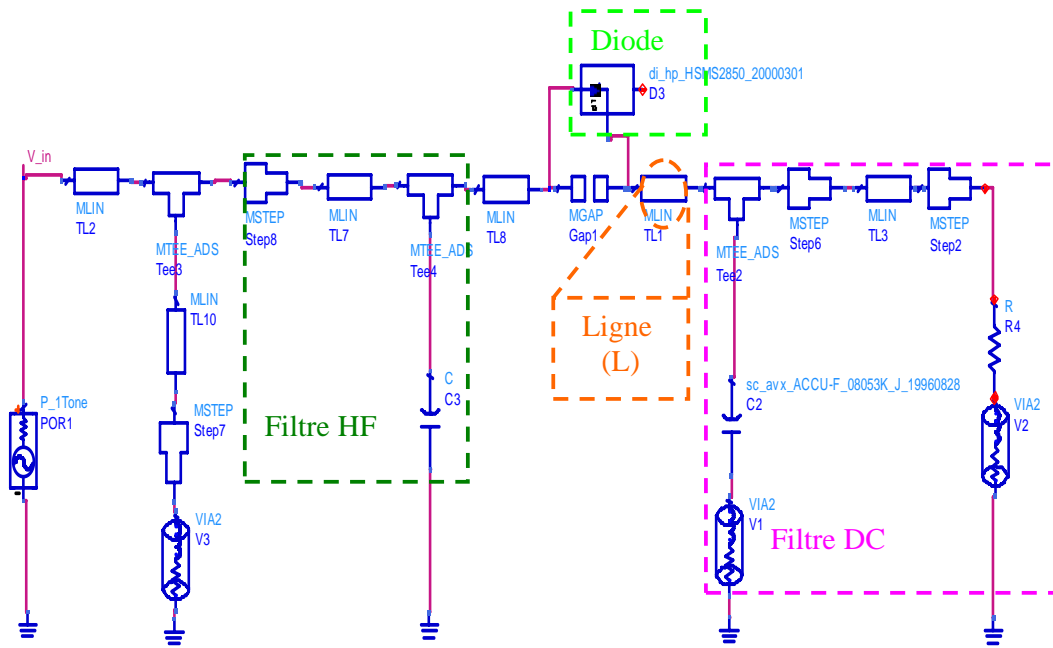 Diode
di_hp_HSMS2850_20000301
D3
V_in
MLIN
TL2
MTEE_ADS
Tee3
MSTEP
Step8
MLIN
TL7
MTEE_ADS
Tee4
MLIN
TL8
MGAP
Gap1
MLIN
TL1
MTEE_ADS
Tee2
MSTEP
Step6
MLIN
TL3
MSTEP
Step2
MLIN
TL10
Ligne
(L)
R
R4
P_1Tone
POR1
MSTEP
Step7
Filtre HF
C
C3
sc_avx_ACCU-F_08053K_J_19960828
C2
VIA2
V2
VIA2
V3
VIA2
V1
Filtre DC